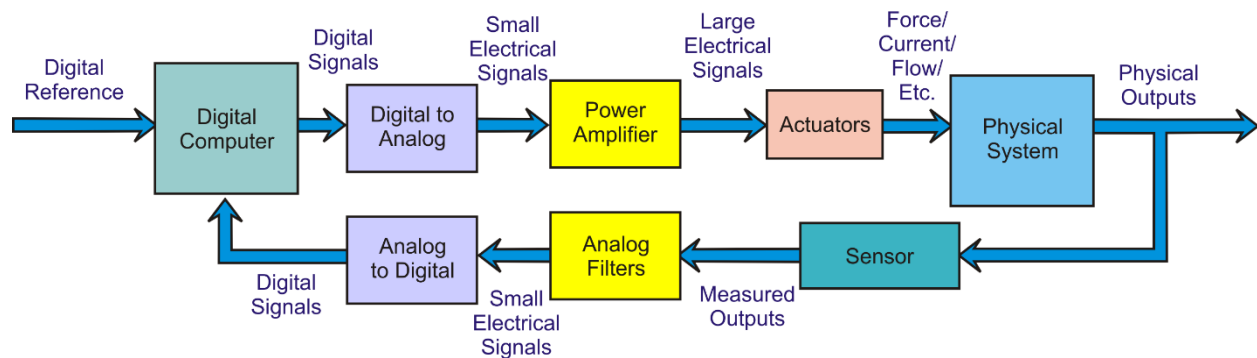 Digital
Reference
Digital
Computer
Digital
Signals
Digital to
Analog
Small
Electrical
Signals
Power
Amplifier
Large
Electrical
Signals
Actuators
Force/
Current/
Flow/
Etc.
Physical
System
Physical
Outputs
Sensor
Measured
Outputs
Analog
Filters
Small
Electrical
Signals
Analog
to Digital
Digital
Signals